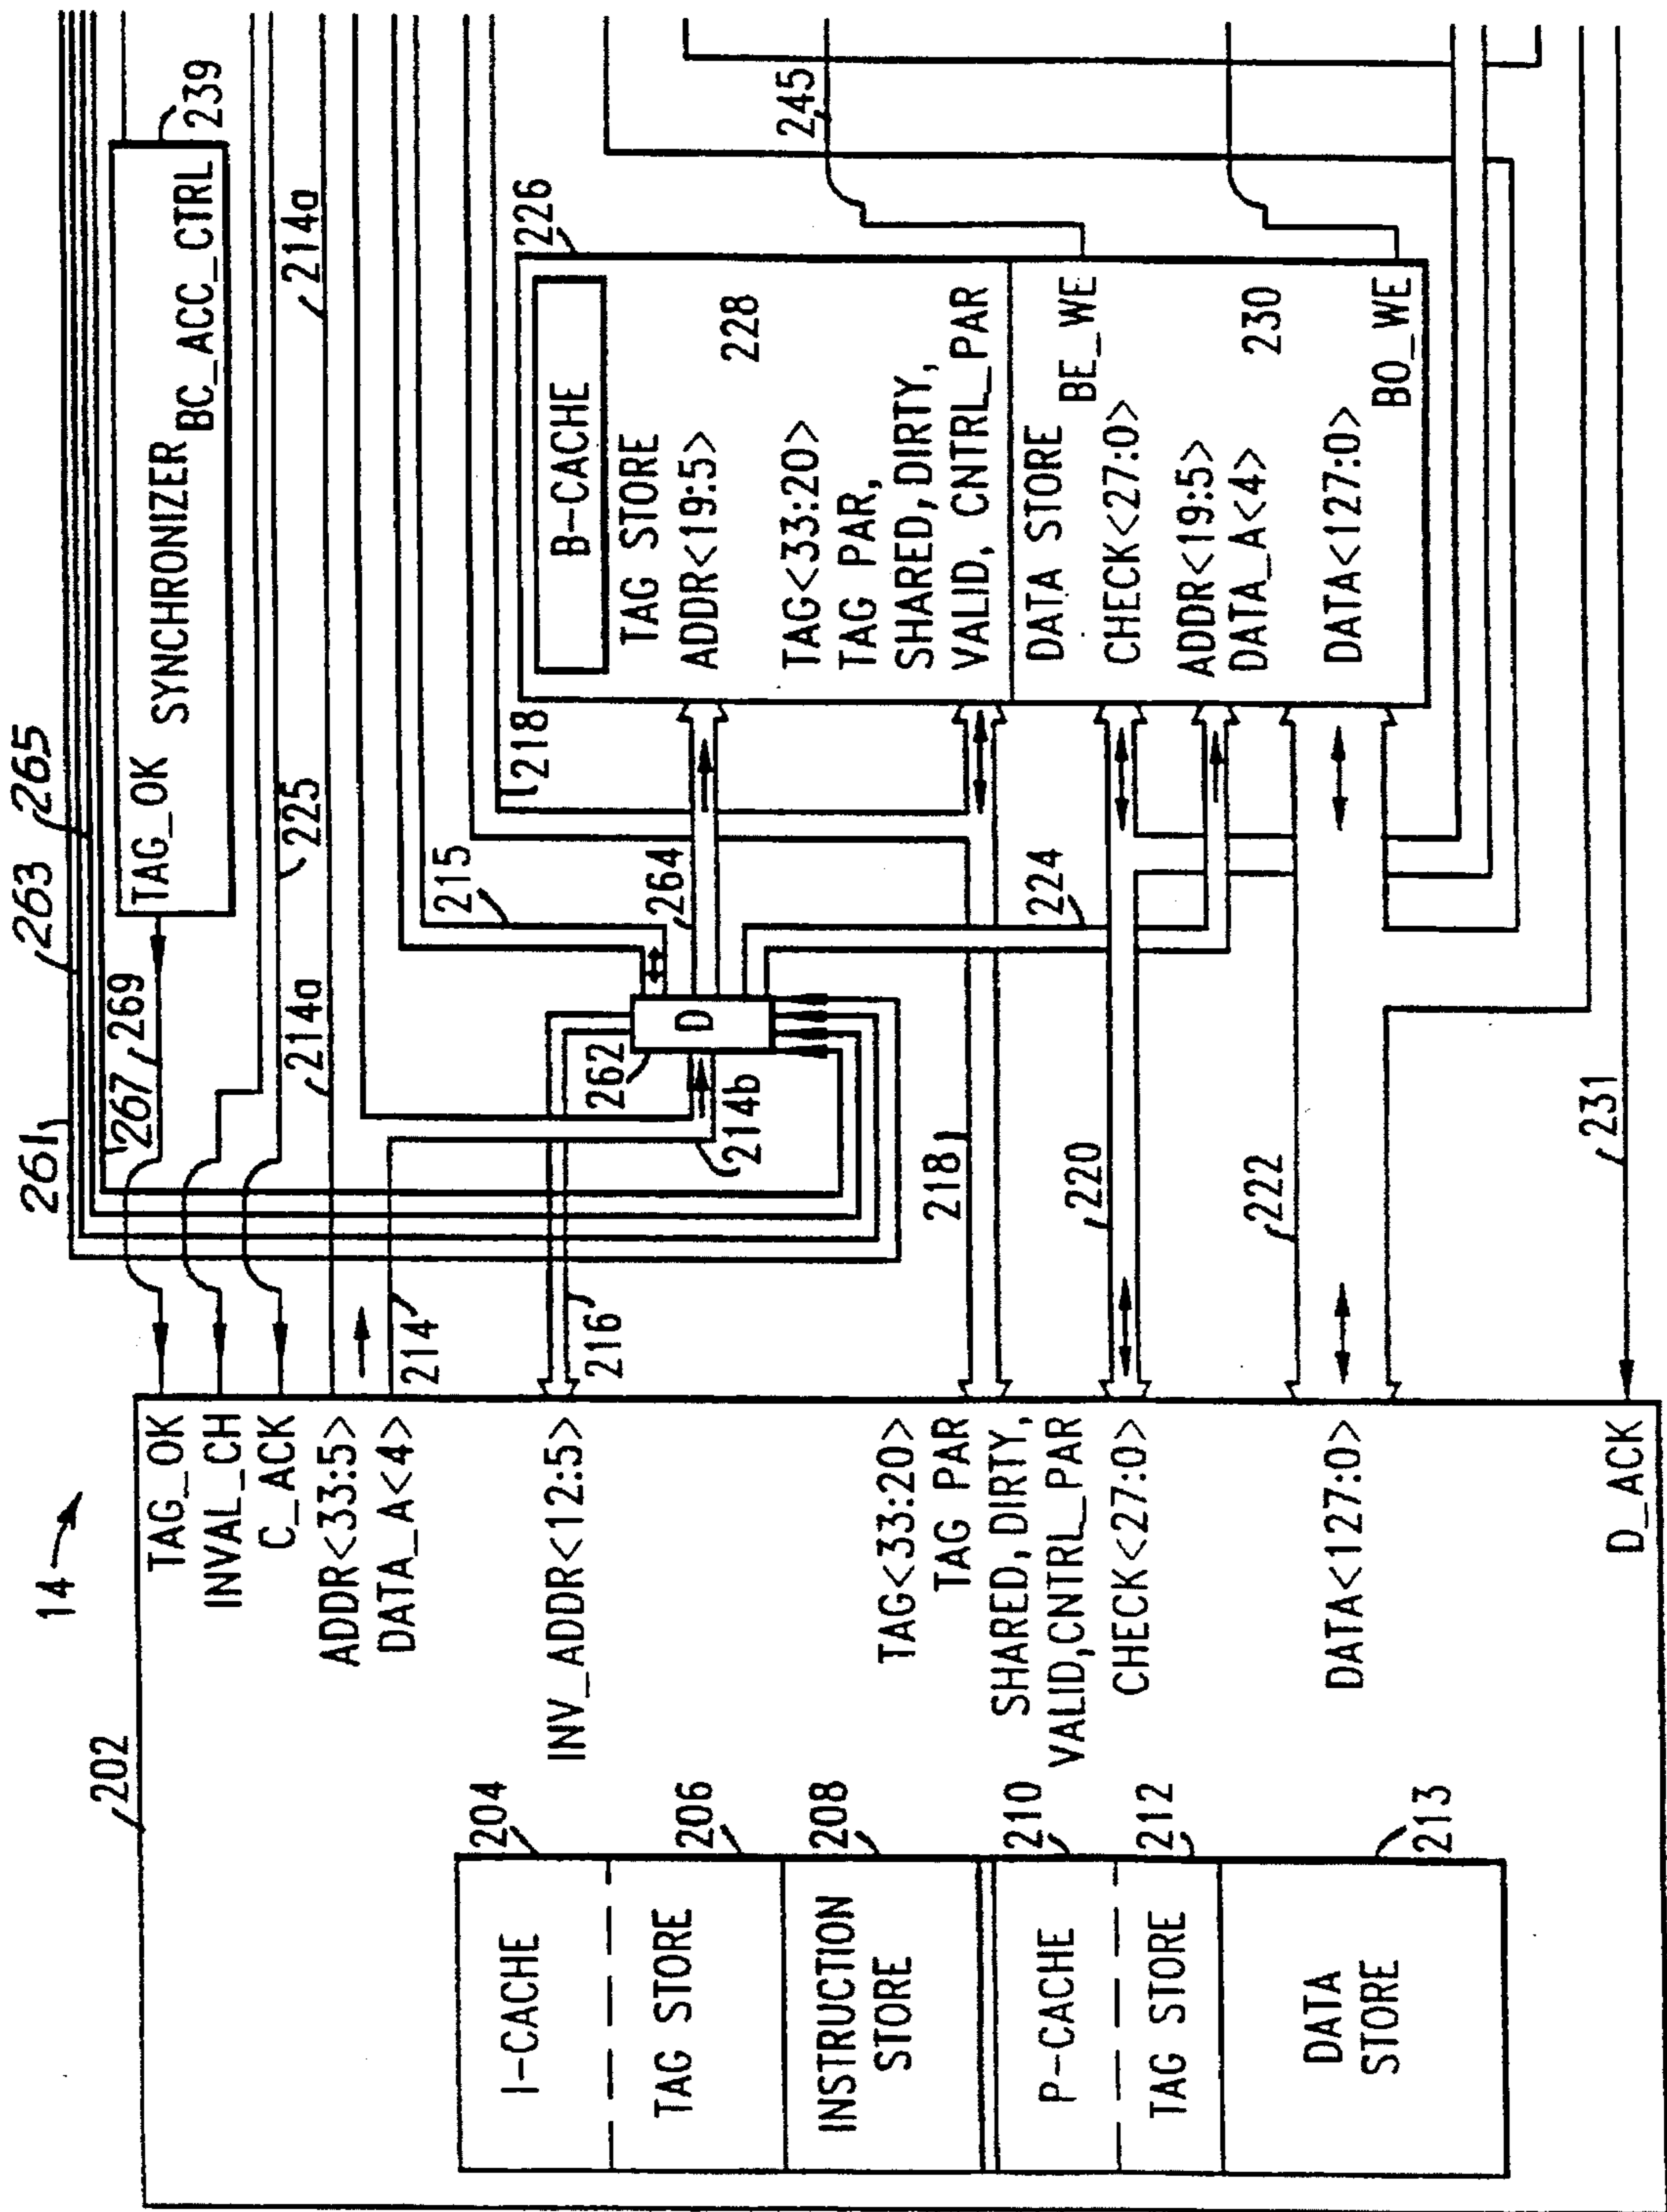 14
202
204
I-CACHE
206
TAG STORE
208
INSTRUCTION
STORE
210
P-CACHE
212
TAG STORE
213
DATA
STORE
TAG_OK
INVAL_CH
C_ACK
ADDR<33:5>
DATA_A<4>
INV_ADDR<12:5>
TAG<33:20>
TAG PAR
SHARED, DIRTY,
VALID,CNTRL_PAR
CHECK<27:0>
DATA<127:0>
D_ACK
261
263
265
267
269
TAG_OK
SYNCHRONIZER
BC_ACC_CTRL
239
225
214a
214a
214
214b
215
216
262
D
264
218
218
220
222
224
231
226
B-CACHE
TAG STORE
ADDR<19:5>
228
TAG<33:20>
TAG PAR,
SHARED, DIRTY,
VALID, CNTRL_PAR
DATA STORE
BE_WE
CHECK<27:0>
ADDR<19:5>
230
DATA_A<4>
DATA<127:0>
BO_WE
245